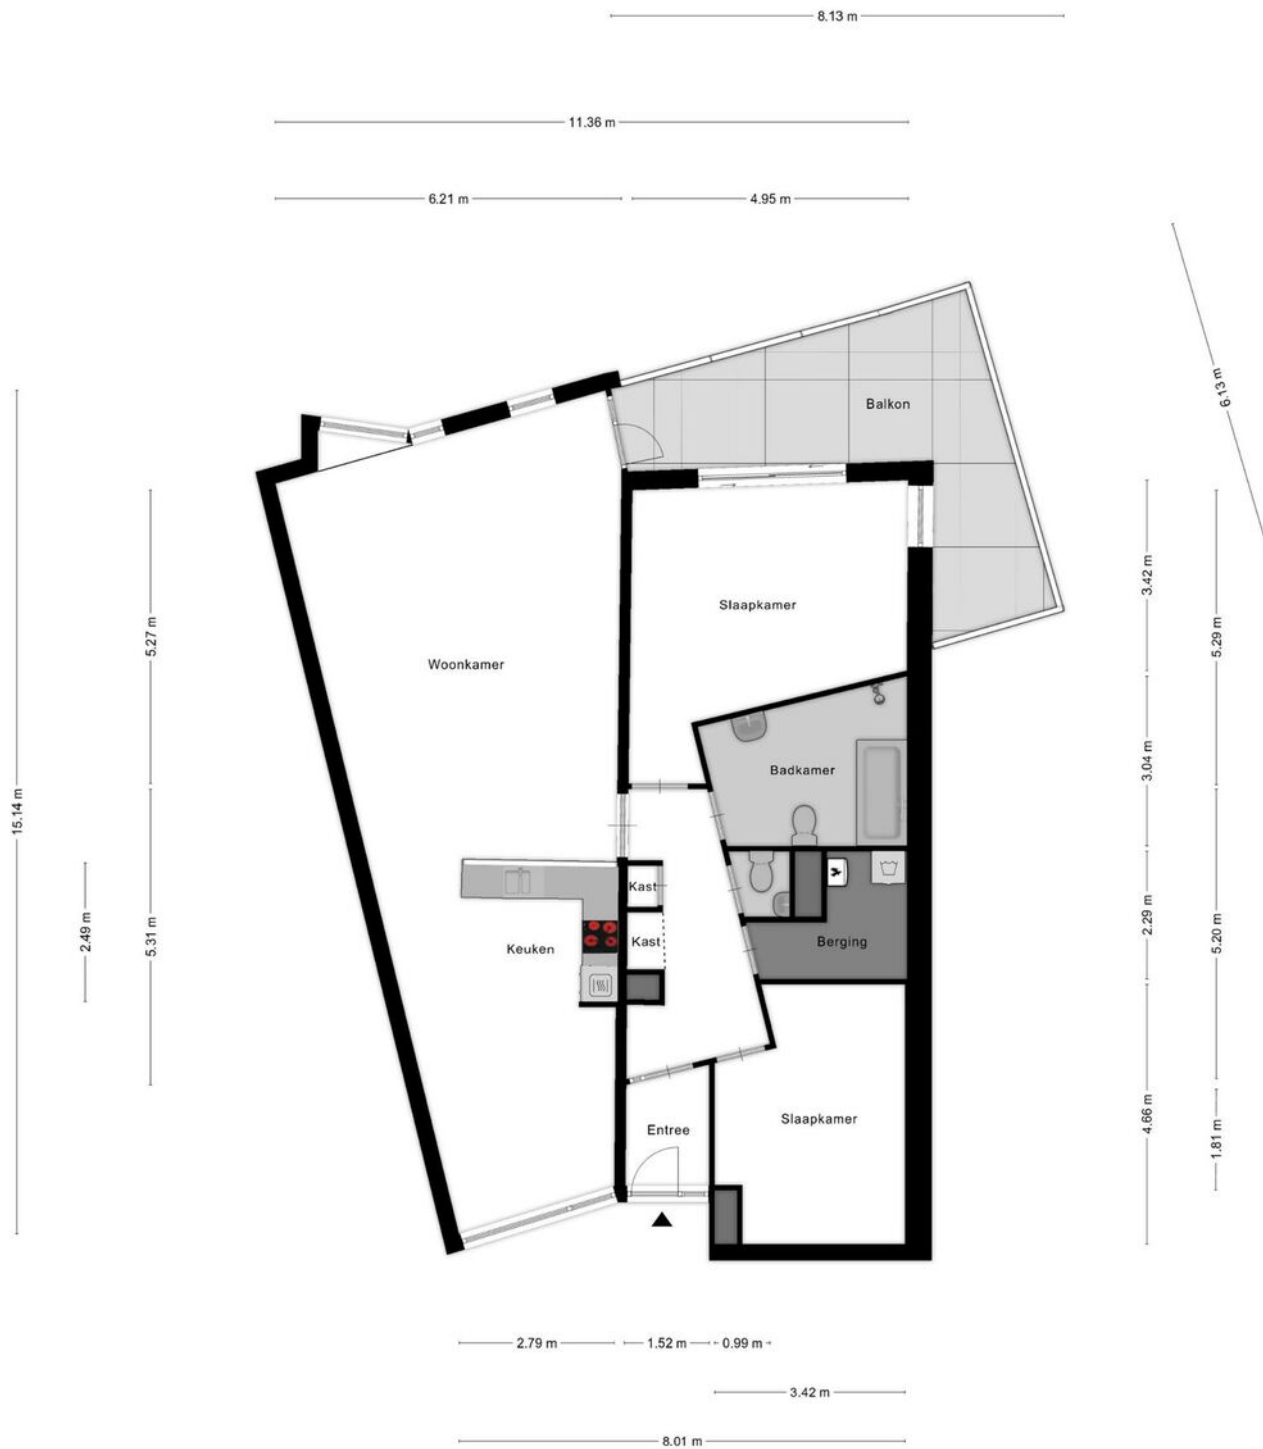 8.13 m
11.36 m
6.21 m
4.95 m
6.13 m
Balkon
3.42 m
Slaapkamer
5.27 m
5.29 m
Woonkamer
3.04 m
Badkamer
15.14 m
Kast
2.29 m
2.49 m
5.31 m
5.20 m
Keuken
Kast
Berging
4.66 m
Slaapkamer
Entree
1.81 m
2.79 m
1.52 m
0.99 m
3.42 m
8.01 m